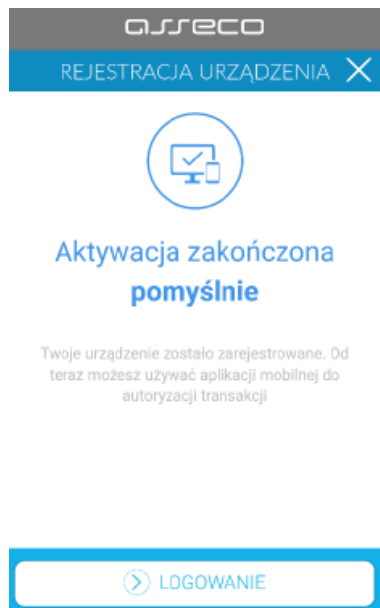 asseco
REJESTRACJA URZĄDZENIA
Aktywacja zakończona
pomyślnie
Twoje urządzenie zostało zarejestrowane. Od
teraz możesz używać aplikacji mobilnej do
autoryzacji transakcji
LOGOWANIE